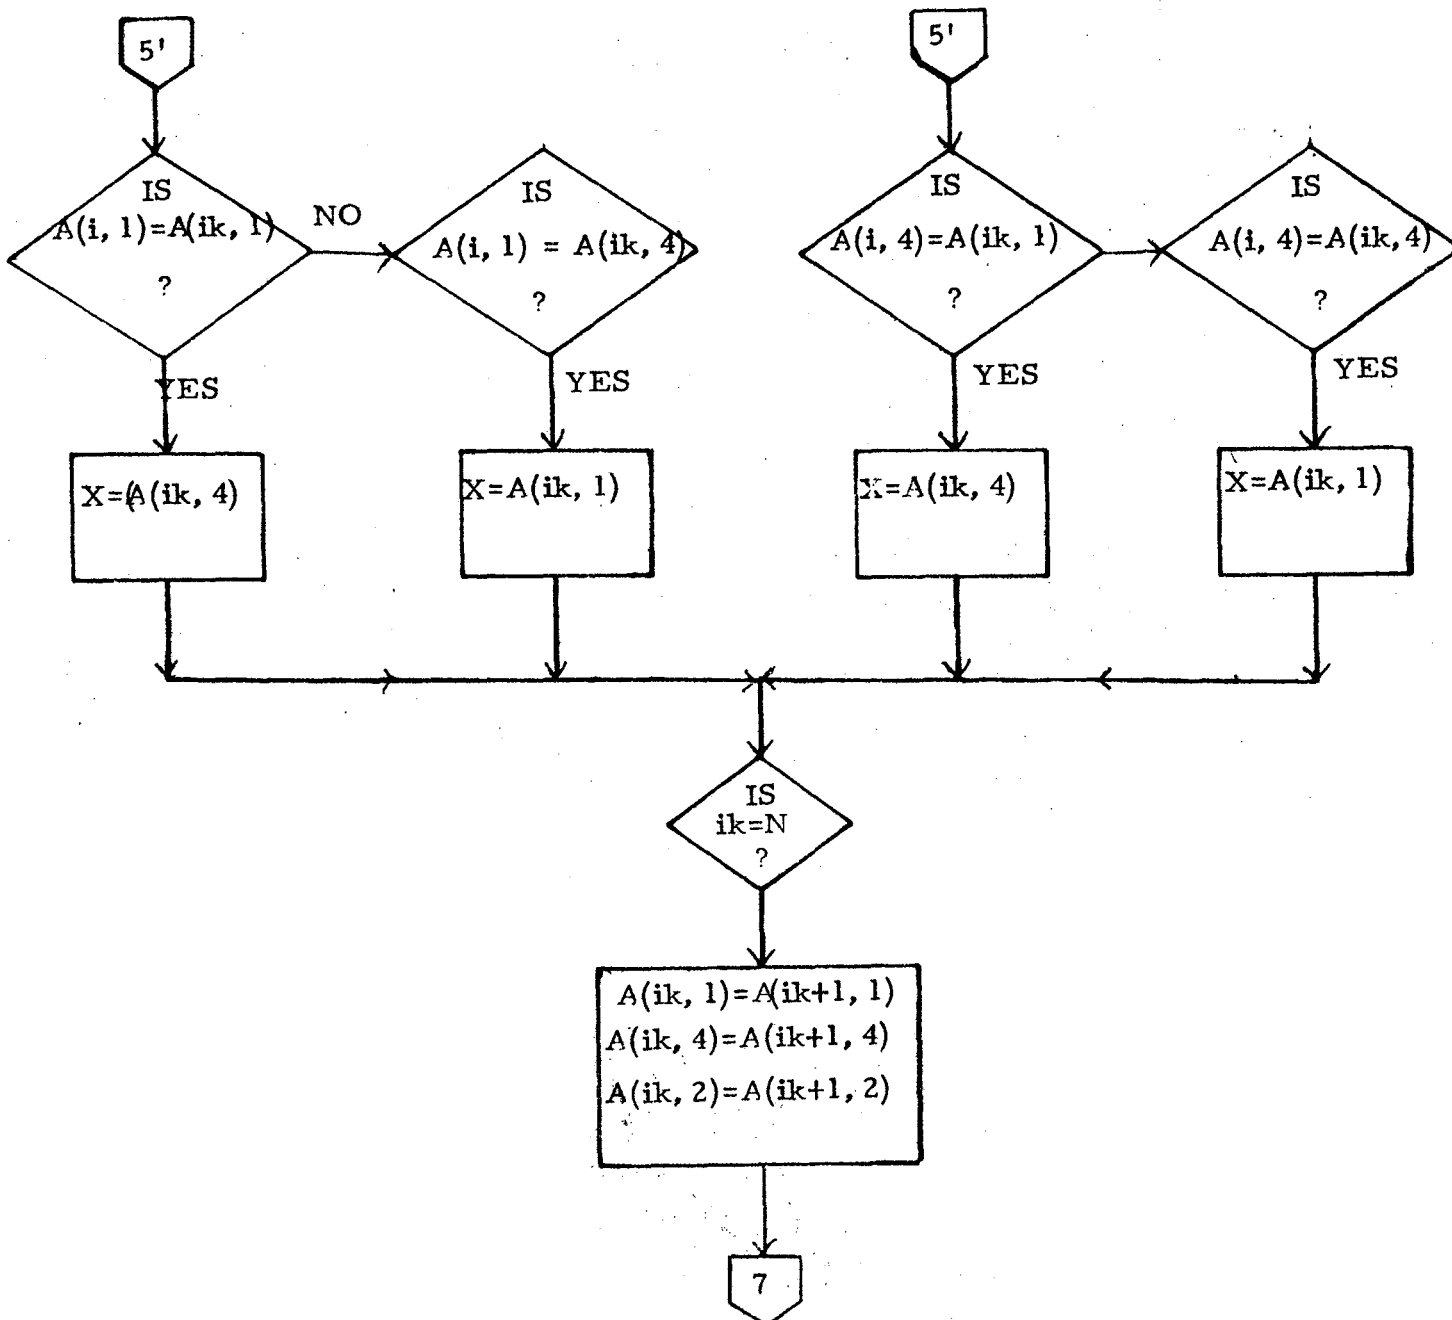 5'
5'
IS
A(i, 1)=A(ik, 1)
?
NO
IS
A(i, 1) = A(ik, 4)
?
IS
A(i, 4)=A(ik, 1)
?
IS
A(i, 4)=A(ik, 4)
?
YES
YES
YES
YES
X=(A(ik, 4)
X=A(ik, 1)
X=A(ik, 4)
X=A(ik, 1)
IS
ik=N
?
A(ik, 1)=A(ik+1, 1)
A(ik, 4)=A(ik+1, 4)
A(ik, 2)=A(ik+1, 2)
7